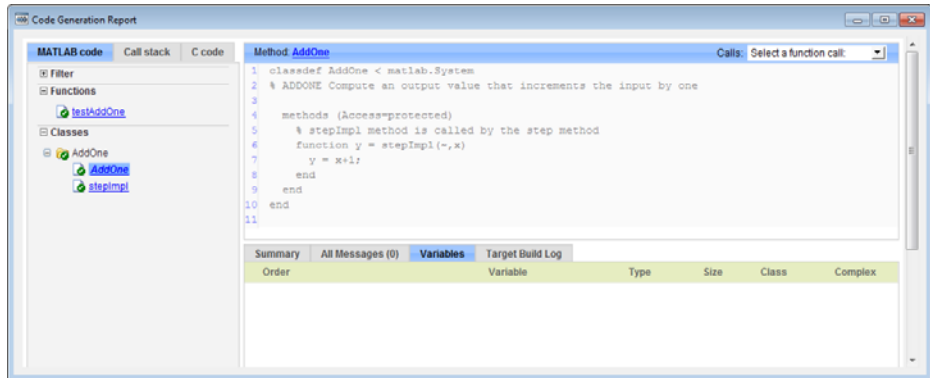 Code Generation Report
MATLAB code Call stack C code
Filter
Functions
testAddOne
Classes
AddOne
AddOne
stepImpl
Method: AddOne Calls: Select a function call:
1 classdef AddOne < matlab.System
2 % ADDONE Compute an output value that increments the input by one
3
4 methods (Access=protected)
5 % stepImpl method is called by the step method
6 function y = stepImpl(~,x)
7 y = x+1;
8 end
9 end
10 end
11
Summary All Messages (0) Variables Target Build Log
Order Variable Type Size Class Complex